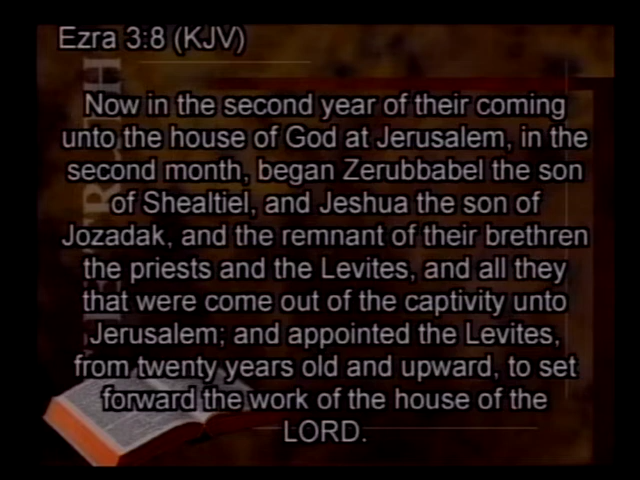 Ezra 3:8 (KJV)
Now in the second year of their coming
unto the house of God at Jerusalem, in the
second month, began Zerubbabel the son
of Shealtiel, and Jeshua the son of
Jozadak, and the remnant of their brethren
the priests and the Levites, and all they
that were come out of the captivity unto
Jerusalem; and appointed the Levites,
from twenty years old and upward, to set
forward the work of the house of the
LORD.